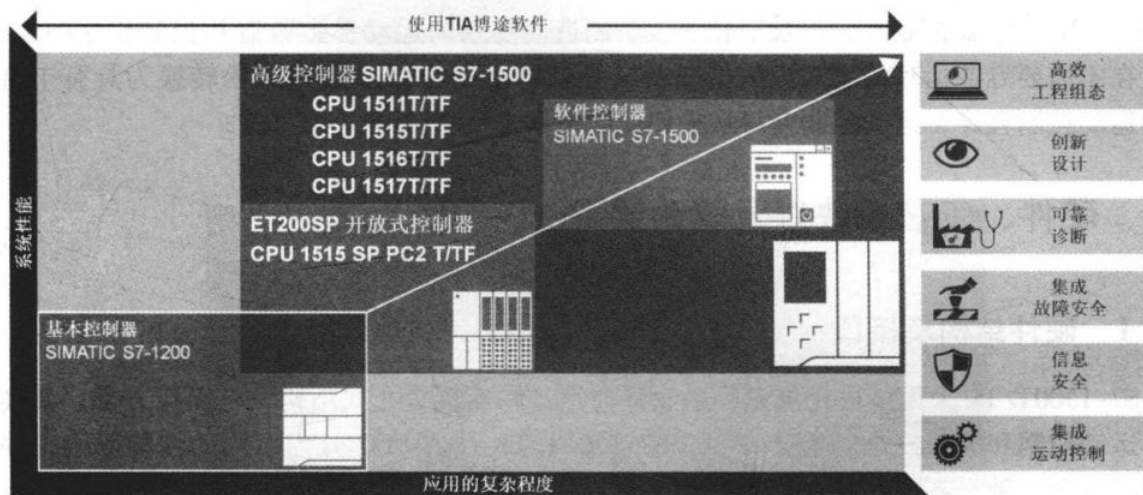 使用TIA博途软件
高级控制器 SIMATIC S7-1500
CPU 1511T/TF
CPU 1515T/TF
CPU 1516T/TF
CPU 1517T/TF
软件控制器
SIMATIC S7-1500
ET200SP 开放式控制器
CPU 1515 SP PC2 T/TF
基本控制器
SIMATIC S7-1200
系统性能
应用的复杂程度
高效
工程组态
创新
设计
可靠
诊断
集成
故障安全
信息
安全
集成
运动控制